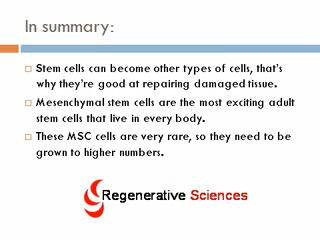 In summary:
Stem cells can become other types of cells, that's
why they're good at repairing damaged tissue.
Mesenchymal stem cells are the most exciting adult
stem cells that live in every body.
These MSC cells are very rare, so they need to be
grown to higher numbers.
Regenerative Sciences